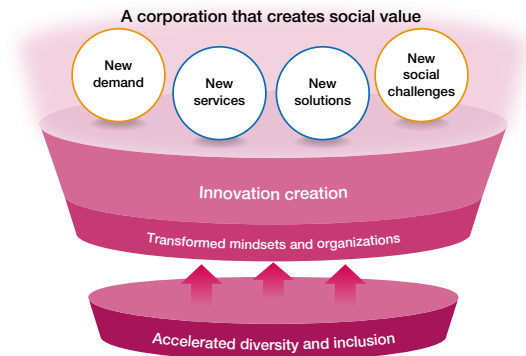 A corporation that creates social value
New
demand
New
services
New
solutions
New
social
challenges
Innovation creation
Transformed mindsets and organizations
Accelerated diversity and inclusion